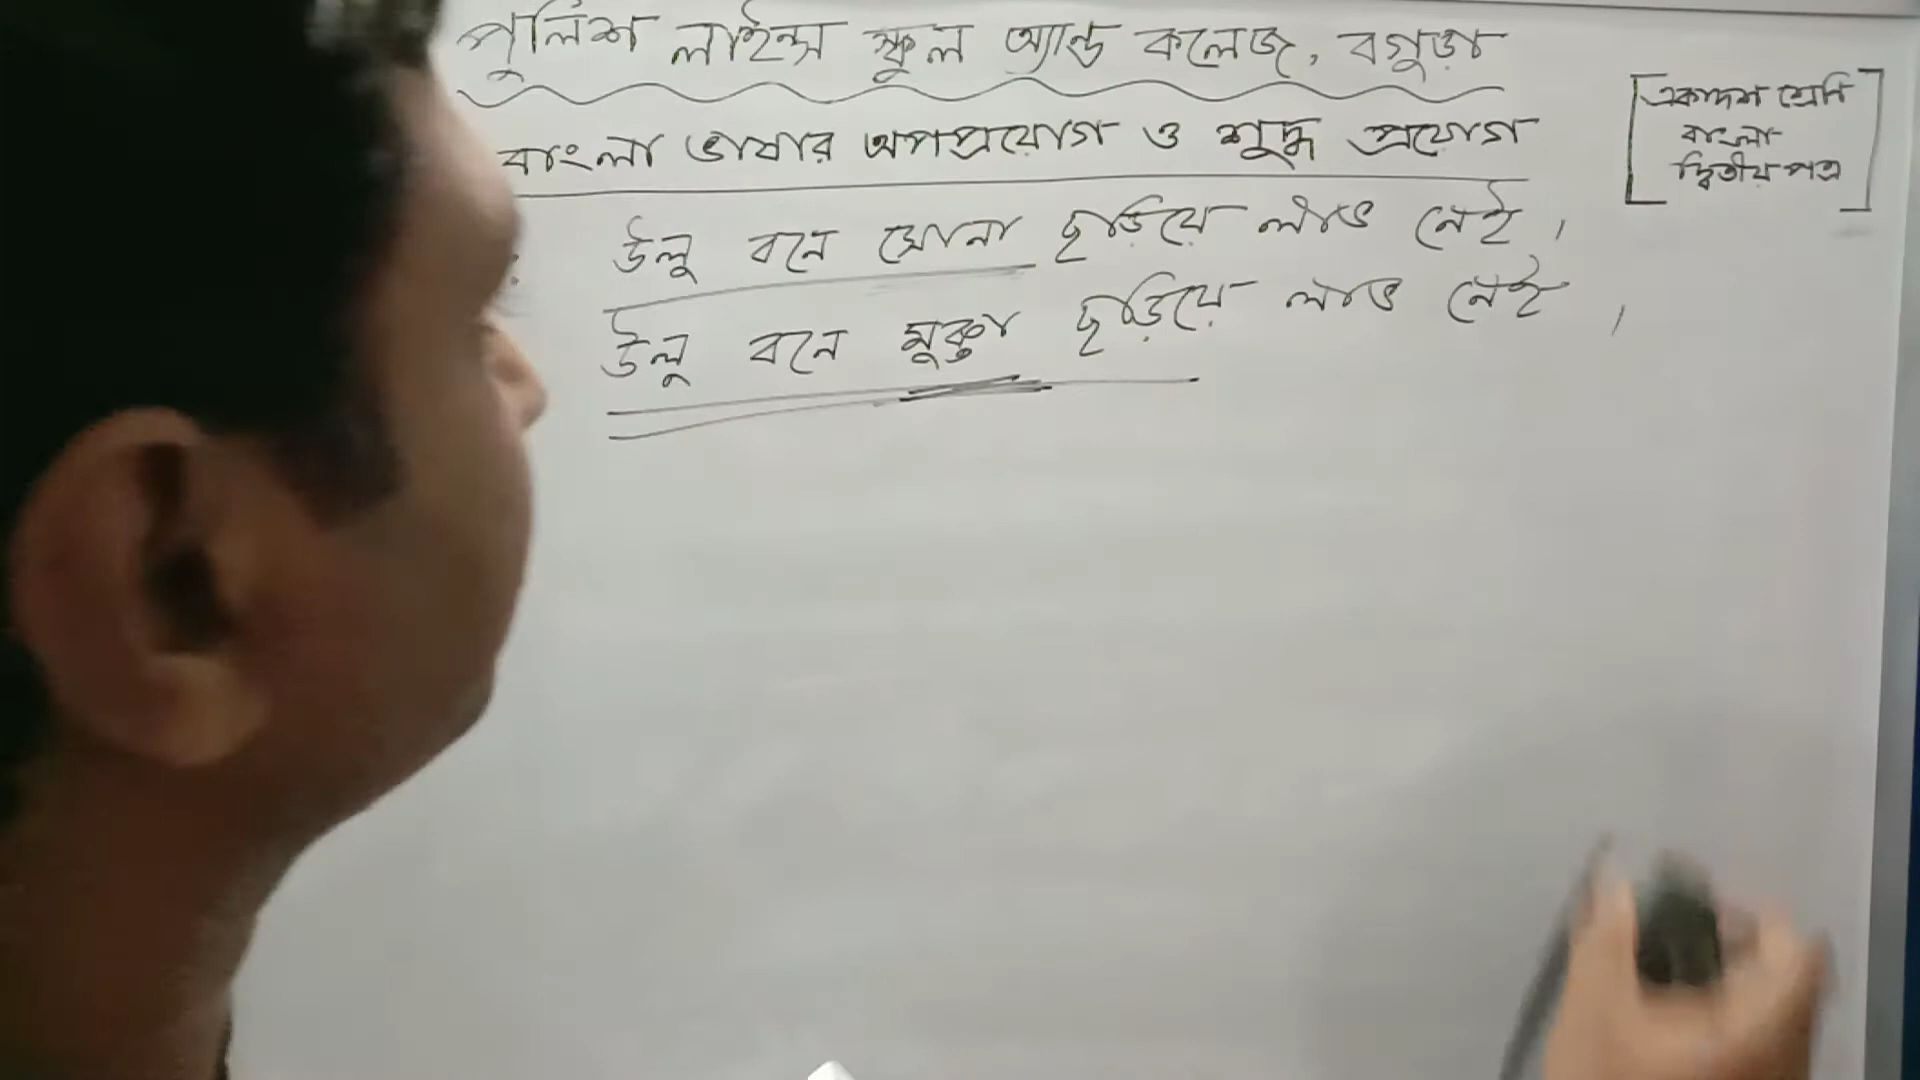 পুলিশ লাইন্স স্কুল অ্যান্ড কলেজ, বগুড়া
বাংলা ভাষার অপপ্রয়োগ ও শুদ্ধ প্রয়োগ
একাদশ শ্রেণি
বাংলা
দ্বিতীয় পত্র
উলু বনে সোনা ছড়িয়ে লাভ নেই।
উলু বনে মুক্তা ছড়িয়ে লাভ নেই।